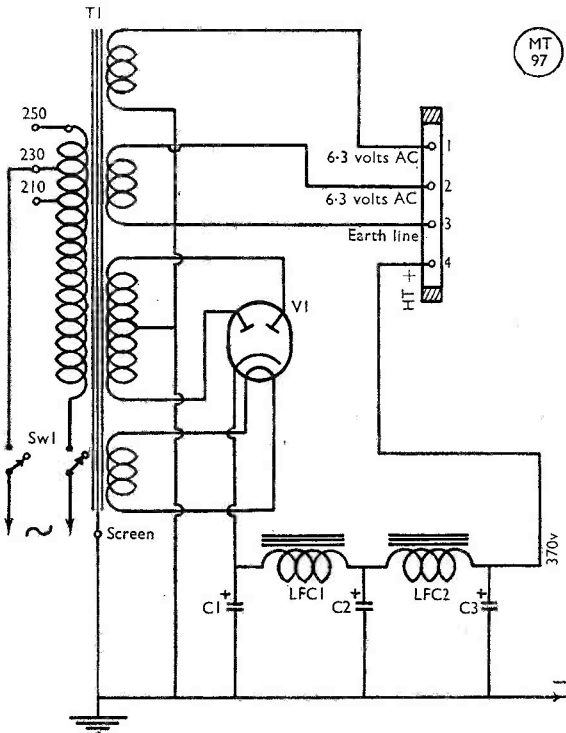 T1
MT
97
250
230
210
1
6·3 volts AC
2
6·3 volts AC
3
Earth line
4
HT +
V1
Sw1
~
Screen
370v
+
LFC1
+
LFC2
+
C1
C2
C3